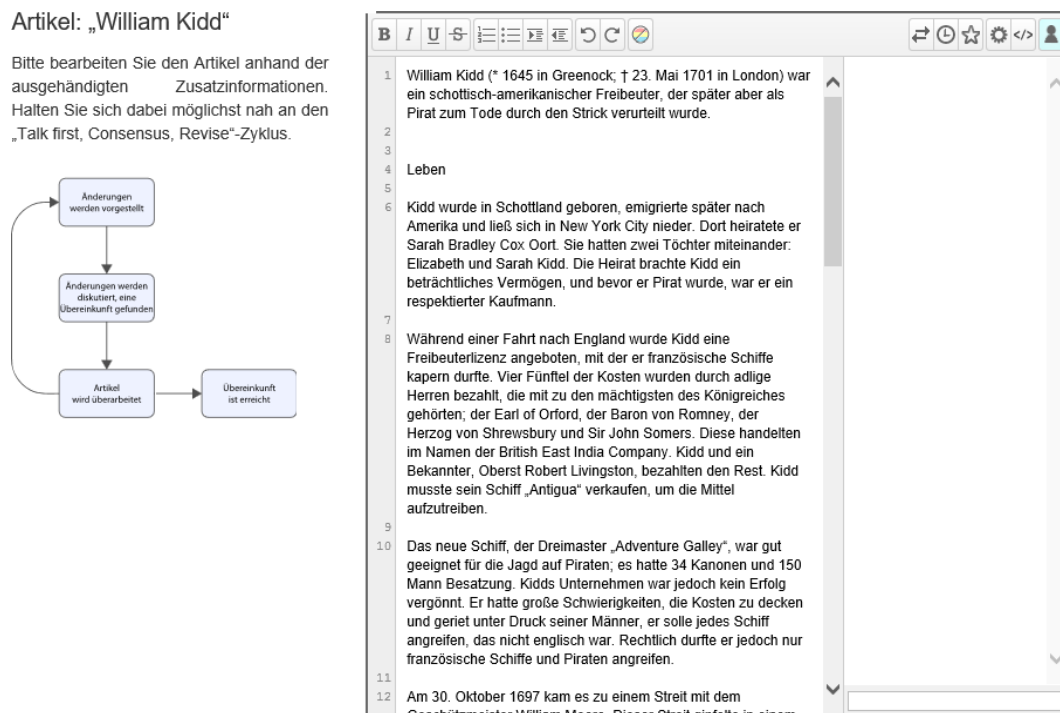 Artikel: „William Kidd“
Bitte bearbeiten Sie den Artikel anhand der
ausgehändigten Zusatzinformationen.
Halten Sie sich dabei möglichst nah an den
„Talk first, Consensus, Revise“-Zyklus.
Änderungen
werden vorgestellt
Änderungen werden
diskutiert, eine
Übereinkunft gefunden
Artikel
wird überarbeitet
Übereinkunft
ist erreicht
B I U S
1 William Kidd (* 1645 in Greenock; † 23. Mai 1701 in London) war
ein schottisch-amerikanischer Freibeuter, der später aber als
Pirat zum Tode durch den Strick verurteilt wurde.
2
3
4 Leben
5
6 Kidd wurde in Schottland geboren, emigrierte später nach
Amerika und ließ sich in New York City nieder. Dort heiratete er
Sarah Bradley Cox Oort. Sie hatten zwei Töchter miteinander:
Elizabeth und Sarah Kidd. Die Heirat brachte Kidd ein
beträchtliches Vermögen, und bevor er Pirat wurde, war er ein
respektierter Kaufmann.
7
8 Während einer Fahrt nach England wurde Kidd eine
Freibeuterlizenz angeboten, mit der er französische Schiffe
kapern durfte. Vier Fünftel der Kosten wurden durch adlige
Herren bezahlt, die mit zu den mächtigsten des Königreiches
gehörten; der Earl of Orford, der Baron von Romney, der
Herzog von Shrewsbury und Sir John Somers. Diese handelten
im Namen der British East India Company. Kidd und ein
Bekannter, Oberst Robert Livingston, bezahlten den Rest. Kidd
musste sein Schiff „Antigua“ verkaufen, um die Mittel
aufzutreiben.
9
10 Das neue Schiff, der Dreimaster „Adventure Galley“, war gut
geeignet für die Jagd auf Piraten; es hatte 34 Kanonen und 150
Mann Besatzung. Kidds Unternehmen war jedoch kein Erfolg
vergönnt. Er hatte große Schwierigkeiten, die Kosten zu decken
und geriet unter Druck seiner Männer, er solle jedes Schiff
angreifen, das nicht englisch war. Rechtlich durfte er jedoch nur
französische Schiffe und Piraten angreifen.
11
12 Am 30. Oktober 1697 kam es zu einem Streit mit dem